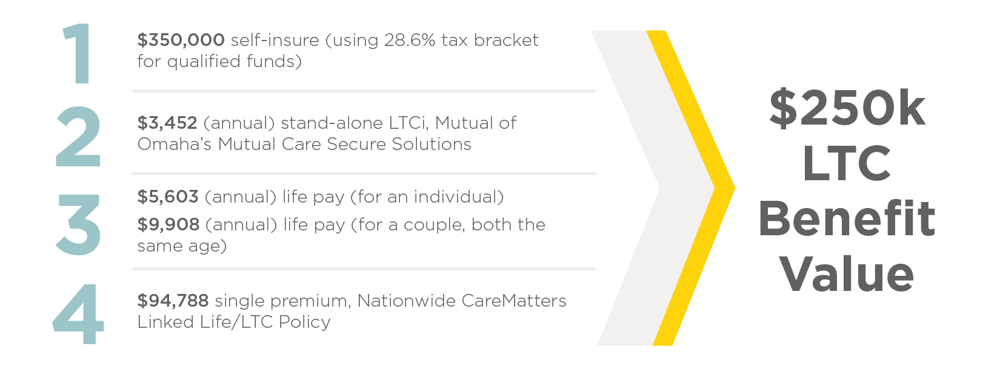 1
$350,000 self-insure (using 28.6% tax bracket
for qualified funds)
2
$3,452 (annual) stand-alone LTCi, Mutual of
Omaha’s Mutual Care Secure Solutions
3
$5,603 (annual) life pay (for an individual)
$9,908 (annual) life pay (for a couple, both the
same age)
4
$94,788 single premium, Nationwide CareMatters
Linked Life/LTC Policy
$250k
LTC
Benefit
Value